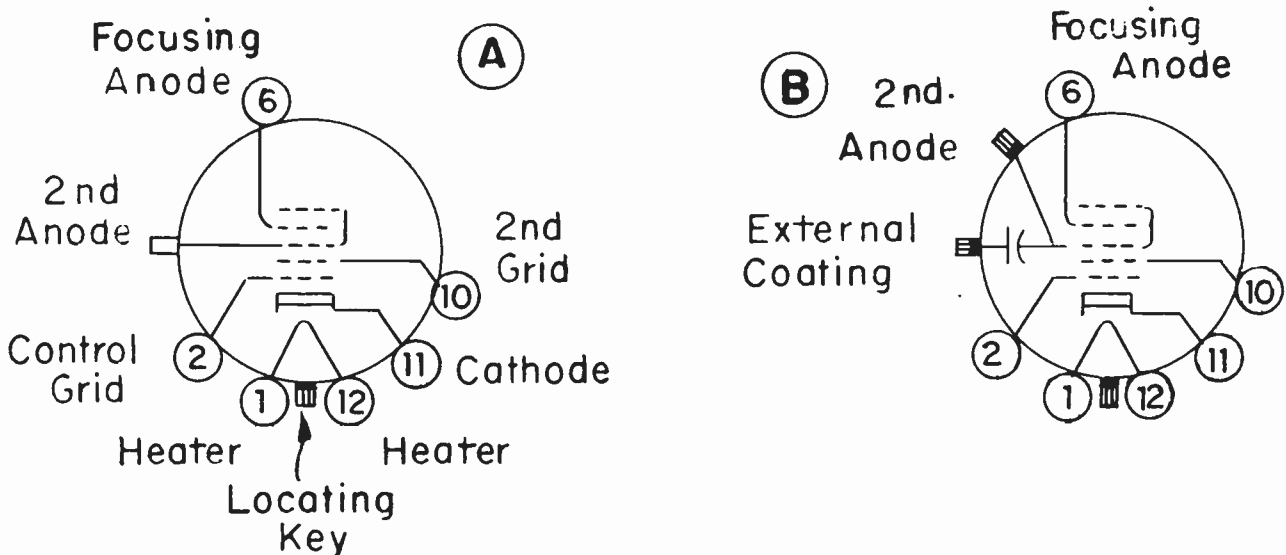 A
Focusing
Anode
6
2nd
Anode
2nd
Grid
10
2
Control
Grid
11
Cathode
1
12
Heater
Heater
Locating
Key
B
Focusing
Anode
6
2nd.
Anode
External
Coating
10
2
11
1
12